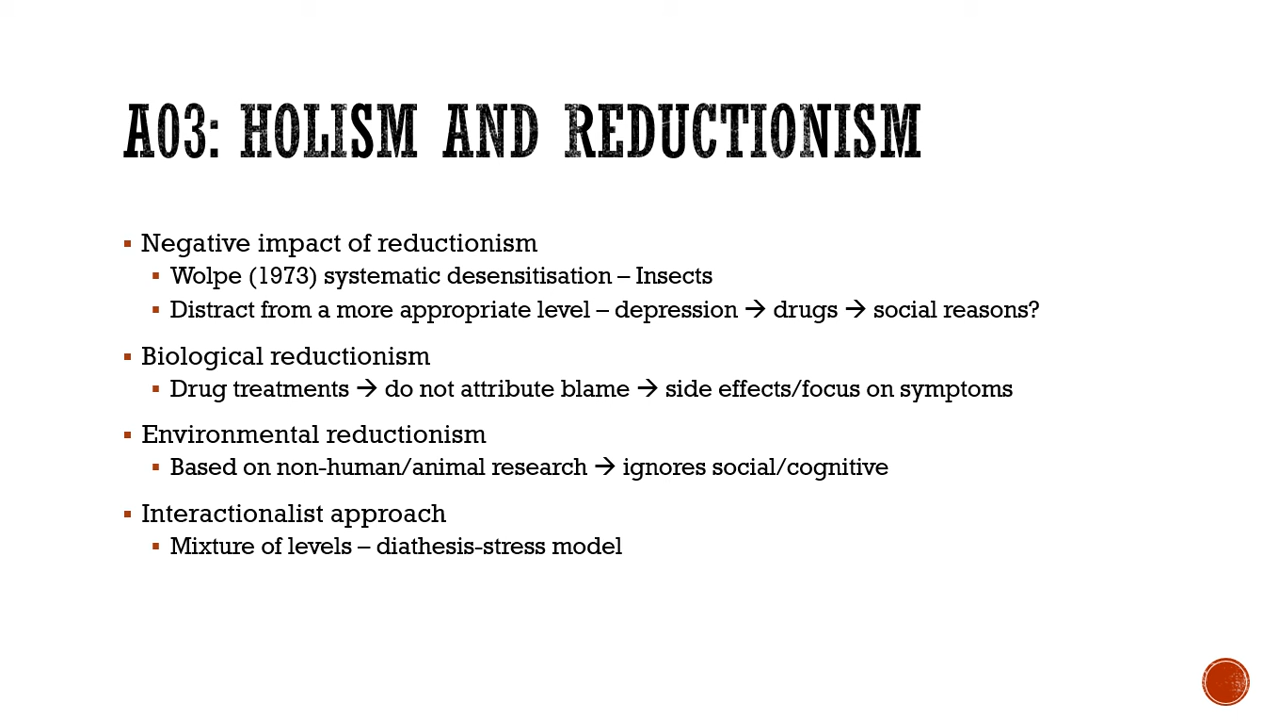 A03: HOLISM AND REDUCTIONISM
▪ Negative impact of reductionism
▪ Wolpe (1973) systematic desensitisation – Insects
▪ Distract from a more appropriate level – depression → drugs → social reasons?
▪ Biological reductionism
▪ Drug treatments → do not attribute blame → side effects/focus on symptoms
▪ Environmental reductionism
▪ Based on non-human/animal research → ignores social/cognitive
▪ Interactionalist approach
▪ Mixture of levels – diathesis-stress model